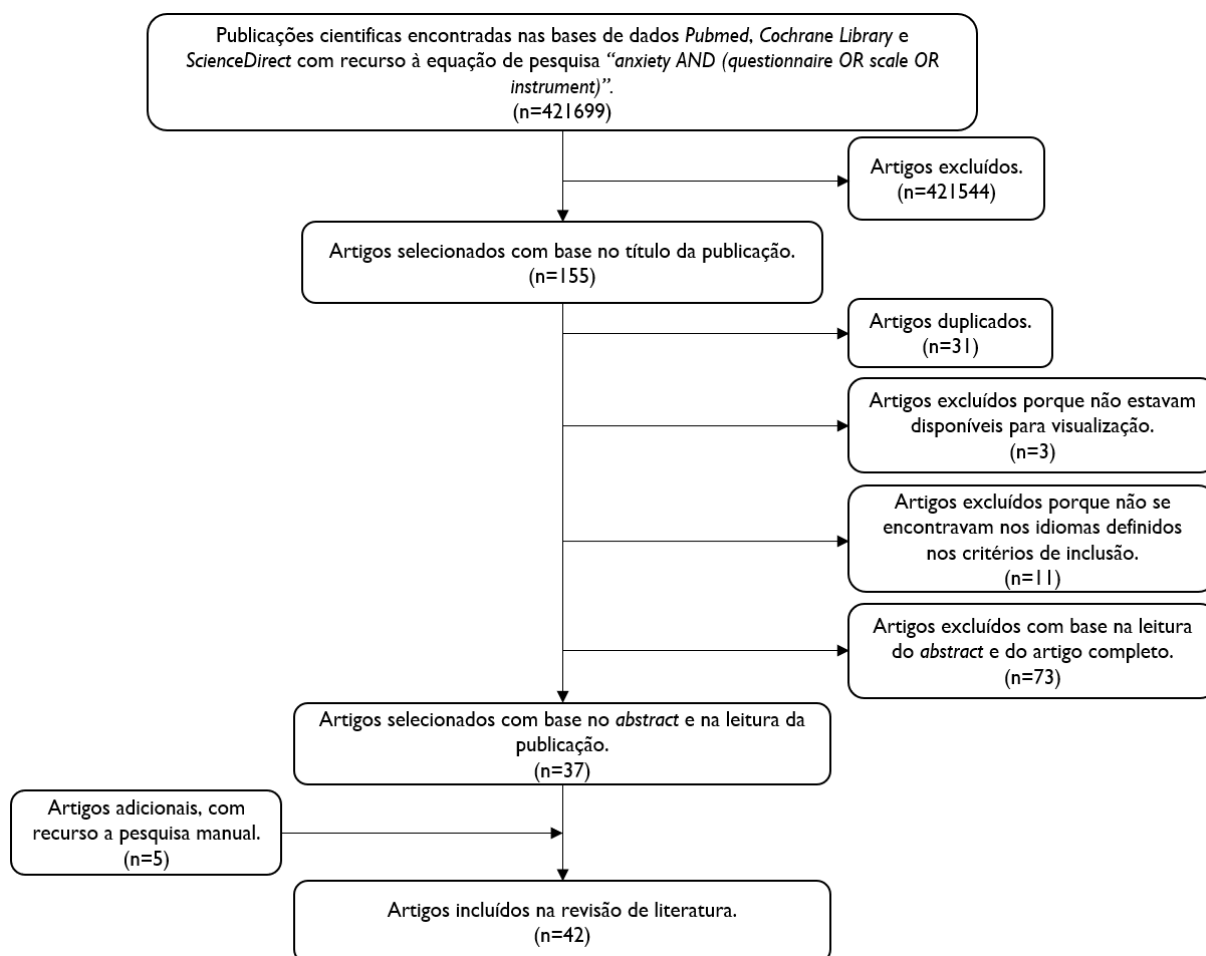 Publicações cientificas encontradas nas bases de dados Pubmed, Cochrane Library e
ScienceDirect com recurso à equação de pesquisa “anxiety AND (questionnaire OR scale OR
instrument)”.
(n=421699)
Artigos excluídos.
(n=421544)
Artigos selecionados com base no título da publicação.
(n=155)
Artigos duplicados.
(n=31)
Artigos excluídos porque não estavam
disponíveis para visualização.
(n=3)
Artigos excluídos porque não se
encontravam nos idiomas definidos
nos critérios de inclusão.
(n=11)
Artigos excluídos com base na leitura
do abstract e do artigo completo.
(n=73)
Artigos selecionados com base no abstract e na leitura da
publicação.
(n=37)
Artigos adicionais, com
recurso a pesquisa manual.
(n=5)
Artigos incluídos na revisão de literatura.
(n=42)